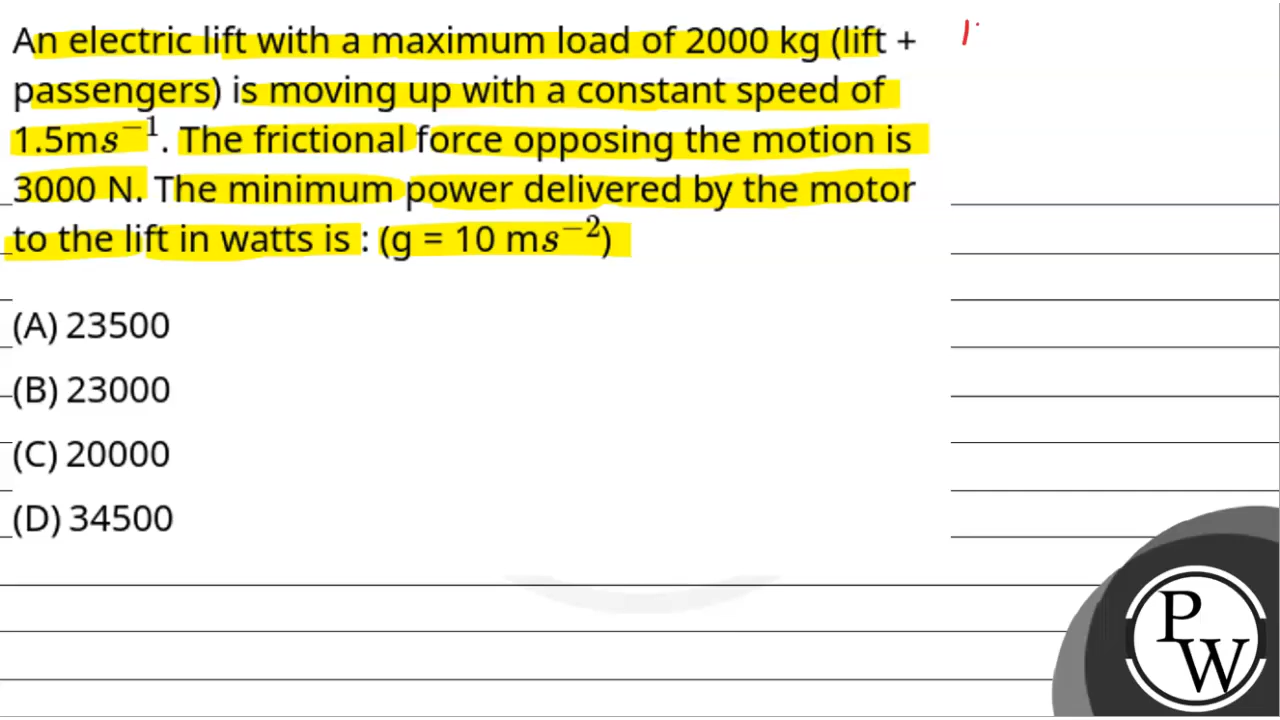 An electric lift with a maximum load of 2000 kg (lift +
passengers) is moving up with a constant speed of
1.5ms⁻¹. The frictional force opposing the motion is
3000 N. The minimum power delivered by the motor
to the lift in watts is : (g = 10 ms⁻²)
(A) 23500
(B) 23000
(C) 20000
(D) 34500
P
W